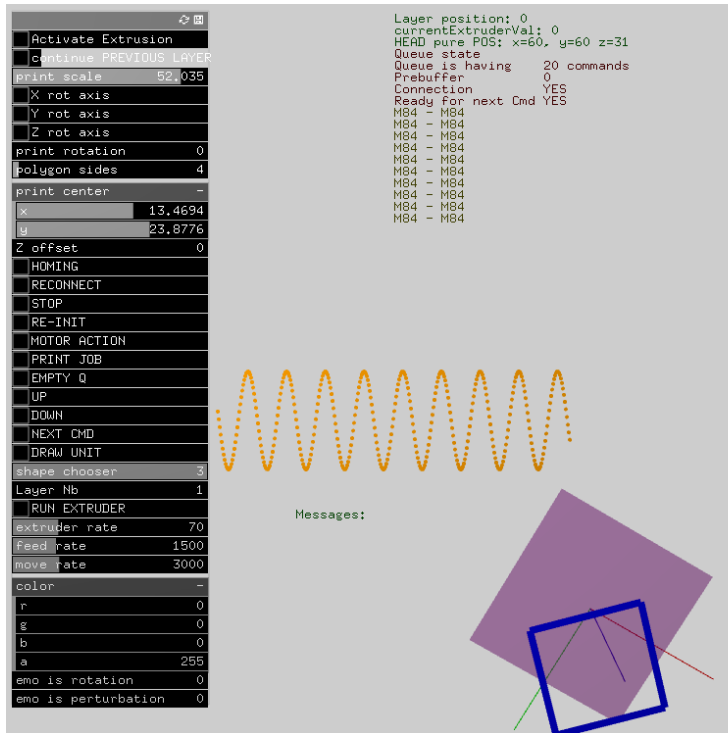 Activate Extrusion
continue PREVIOUS LAYER
print scale 52.035
X rot axis
Y rot axis
Z rot axis
print rotation 0
polygon sides 4
print center -
x 13.4694
y 23.8776
Z offset 0
HOMING
RECONNECT
STOP
RE-INIT
MOTOR ACTION
PRINT JOB
EMPTY Q
UP
DOWN
NEXT CMD
DRAW UNIT
shape chooser 3
Layer Nb 1
RUN EXTRUDER
extruder rate 70
feed rate 1500
move rate 3000
color -
r 0
g 0
b 0
a 255
emo is rotation 0
emo is perturbation 0
Layer position: 0
currentExtruderVal: 0
HEAD pure POS: x=60, y=60 z=31
Queue state
Queue is having 20 commands
Prebuffer 0
Connection YES
Ready for next Cmd YES
M84 - M84
M84 - M84
M84 - M84
M84 - M84
M84 - M84
M84 - M84
M84 - M84
M84 - M84
M84 - M84
M84 - M84
Messages: